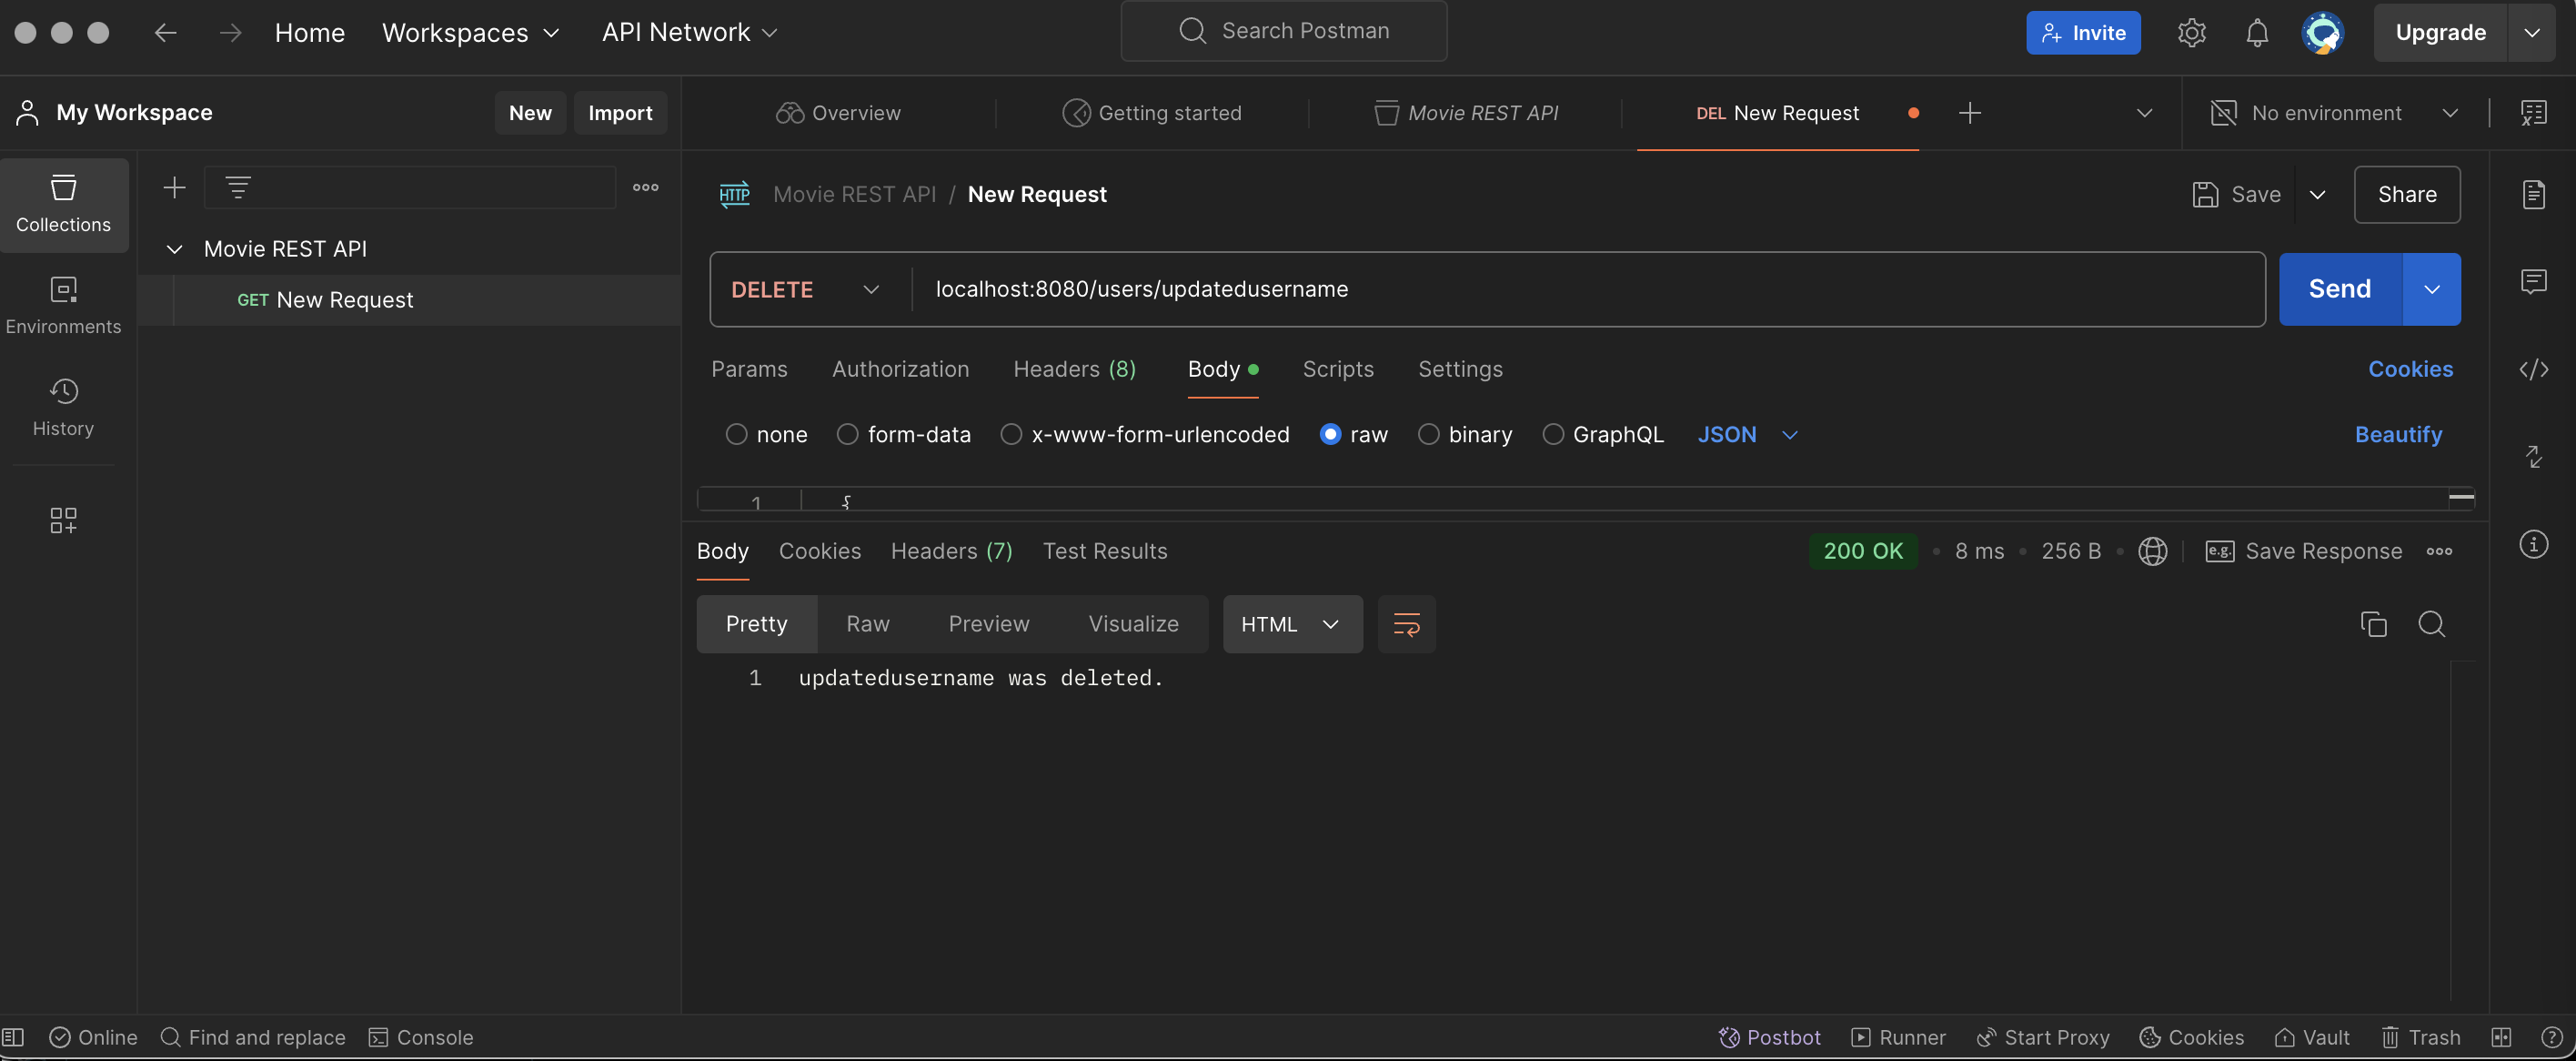 Home Workspaces API Network Search Postman Invite Upgrade
My Workspace New Import Overview Getting started Movie REST API DEL New Request No environment
Collections
Environments
History
Movie REST API
GET New Request
HTTP Movie REST API / New Request Save Share
DELETE localhost:8080/users/updatedusername Send
Params Authorization Headers (8) Body Scripts Settings Cookies
none form-data x-www-form-urlencoded raw binary GraphQL JSON Beautify
1 {
Body Cookies Headers (7) Test Results 200 OK • 8 ms • 256 B • e.g. Save Response
Pretty Raw Preview Visualize HTML
1 updatedusername was deleted.
Online Find and replace Console Postbot Runner Start Proxy Cookies Vault Trash